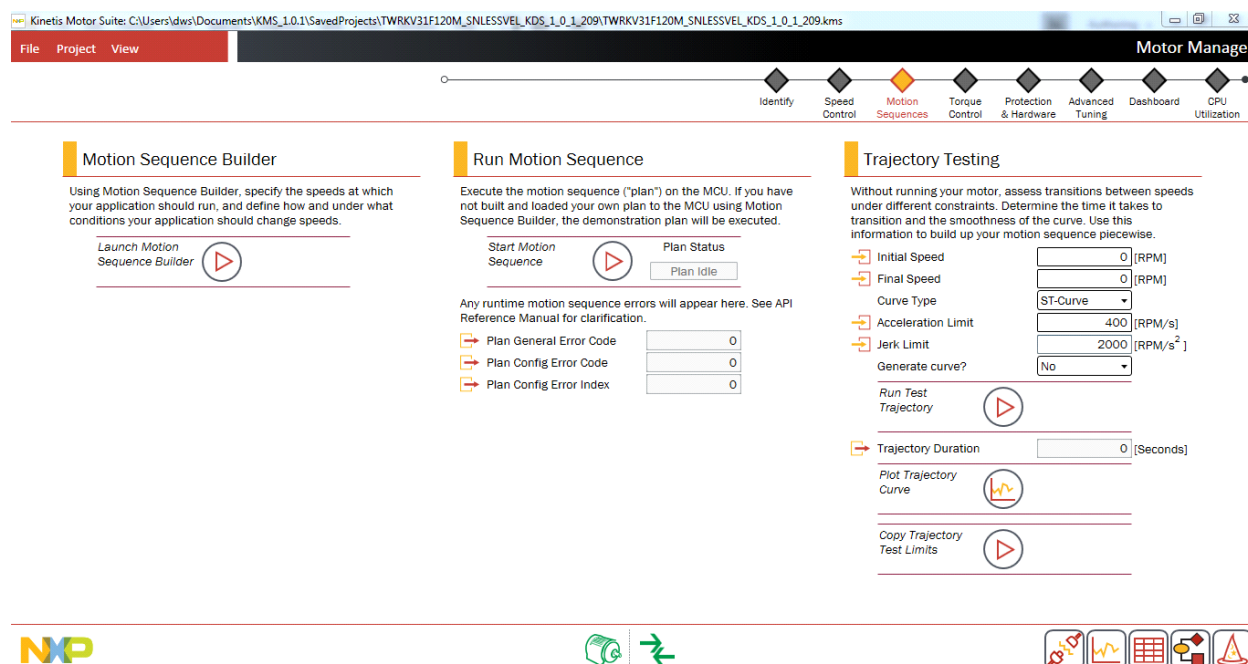 Kinetis Motor Suite: C:\Users\dws\Documents\KMS_1.0.1\SavedProjects\TWRKV31F120M_SNLESSVEL_KDS_1_0_1_209\TWRKV31F120M_SNLESSVEL_KDS_1_0_1_209.kms
File Project View
Motor Manage
Identify
Speed
Control
Motion
Sequences
Torque
Control
Protection
& Hardware
Advanced
Tuning
Dashboard
CPU
Utilization
Motion Sequence Builder
Using Motion Sequence Builder, specify the speeds at which
your application should run, and define how and under what
conditions your application should change speeds.
Launch Motion
Sequence Builder
Run Motion Sequence
Execute the motion sequence ("plan") on the MCU. If you have
not built and loaded your own plan to the MCU using Motion
Sequence Builder, the demonstration plan will be executed.
Start Motion
Sequence
Plan Status
Plan Idle
Any runtime motion sequence errors will appear here. See API
Reference Manual for clarification.
Plan General Error Code 0
Plan Config Error Code 0
Plan Config Error Index 0
Trajectory Testing
Without running your motor, assess transitions between speeds
under different constraints. Determine the time it takes to
transition and the smoothness of the curve. Use this
information to build up your motion sequence piecewise.
Initial Speed 0 [RPM]
Final Speed 0 [RPM]
Curve Type ST-Curve
Acceleration Limit 400 [RPM/s]
Jerk Limit 2000 [RPM/s² ]
Generate curve? No
Run Test
Trajectory
Trajectory Duration 0 [Seconds]
Plot Trajectory
Curve
Copy Trajectory
Test Limits
NXP